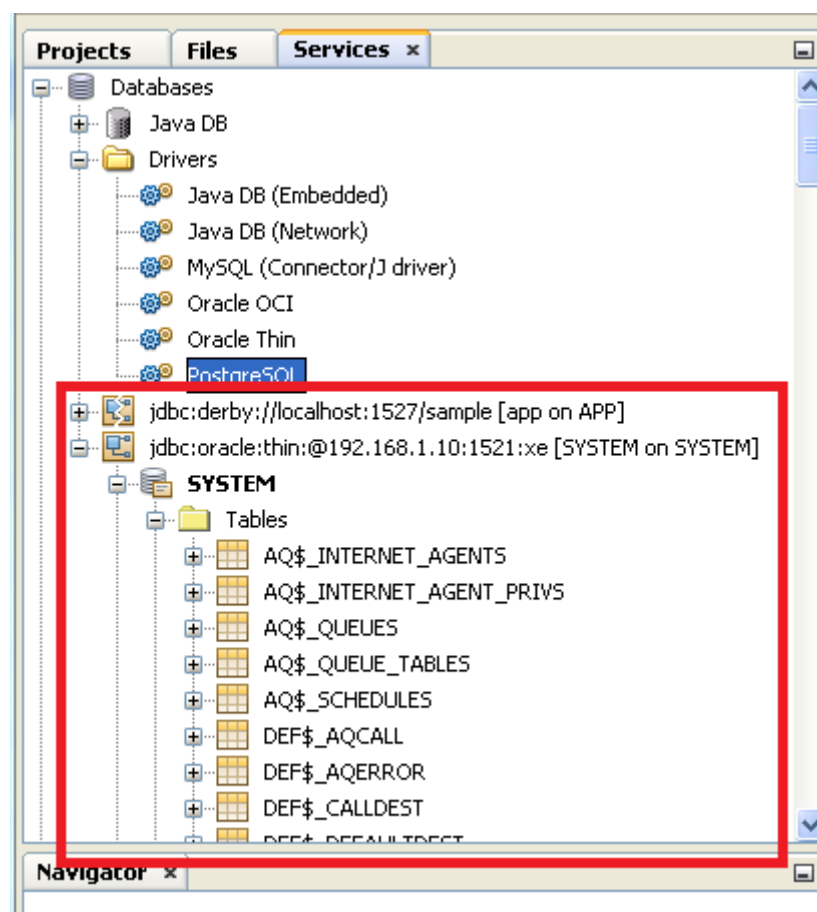 Projects Files Services ×
Databases
Java DB
Drivers
Java DB (Embedded)
Java DB (Network)
MySQL (Connector/J driver)
Oracle OCI
Oracle Thin
PostgreSQL
jdbc:derby://localhost:1527/sample [app on APP]
jdbc:oracle:thin:@192.168.1.10:1521:xe [SYSTEM on SYSTEM]
SYSTEM
Tables
AQ$_INTERNET_AGENTS
AQ$_INTERNET_AGENT_PRIVS
AQ$_QUEUES
AQ$_QUEUE_TABLES
AQ$_SCHEDULES
DEF$_AQCALL
DEF$_AQERROR
DEF$_CALLDEST
DEF$_DEFAULTDEST
Navigator ×